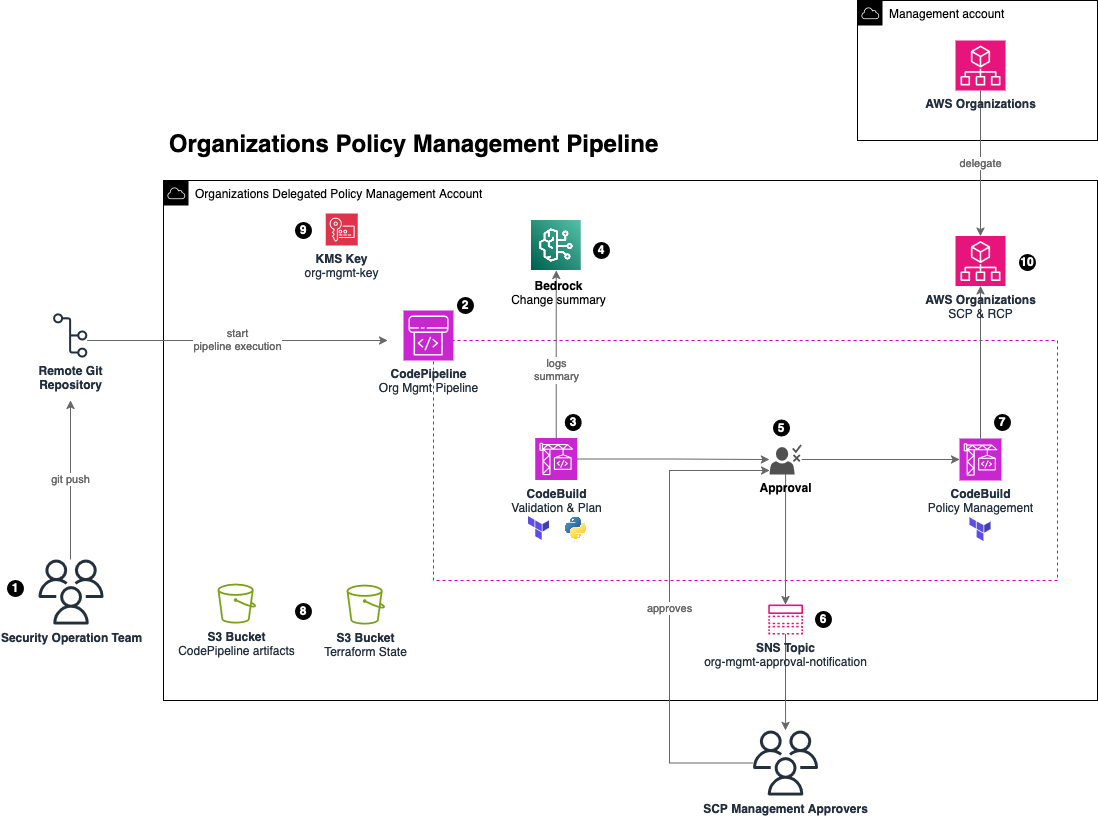 Management account
AWS Organizations
delegate
Organizations Policy Management Pipeline
Organizations Delegated Policy Management Account
9
KMS Key
org-mgmt-key
4
Bedrock
Change summary
10
AWS Organizations
SCP & RCP
2
CodePipeline
Org Mgmt Pipeline
start
pipeline execution
Remote Git
Repository
logs
summary
3
CodeBuild
Validation & Plan
5
Approval
7
CodeBuild
Policy Management
git push
1
Security Operation Team
8
S3 Bucket
CodePipeline artifacts
S3 Bucket
Terraform State
approves
6
SNS Topic
org-mgmt-approval-notification
SCP Management Approvers